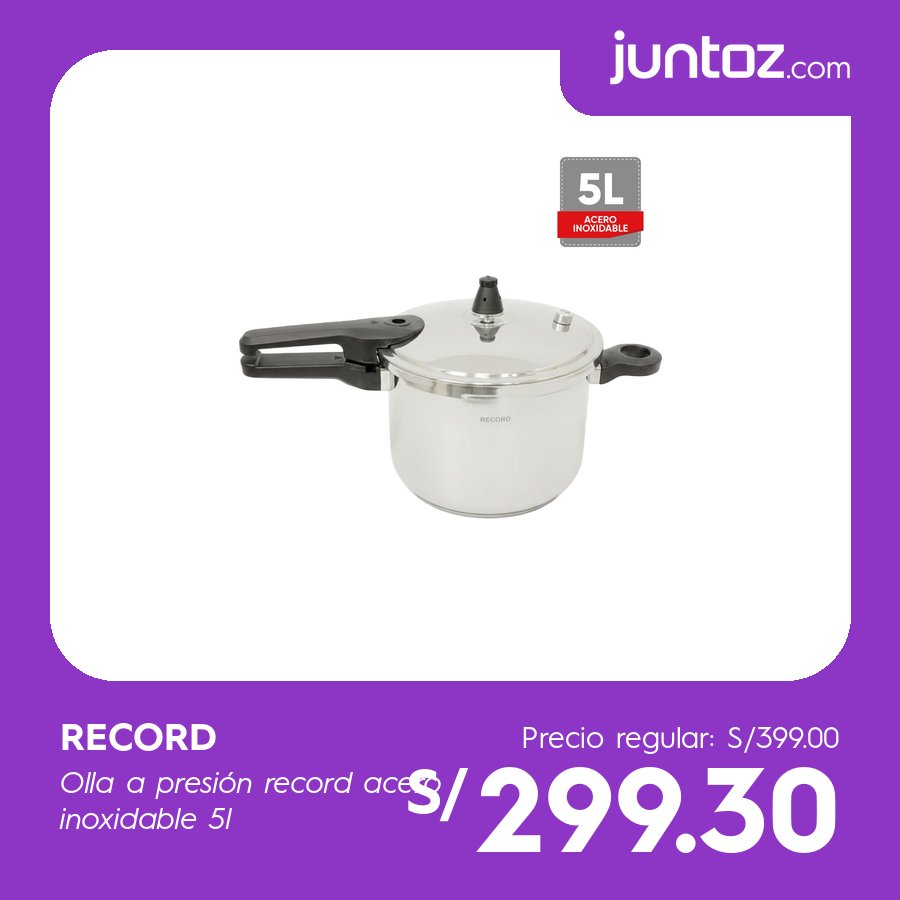 juntoz.com
5L
ACERO
INOXIDABLE
RECORD
RECORD
Olla a presión record acero
inoxidable 5l
Precio regular: S/399.00
S/299.30